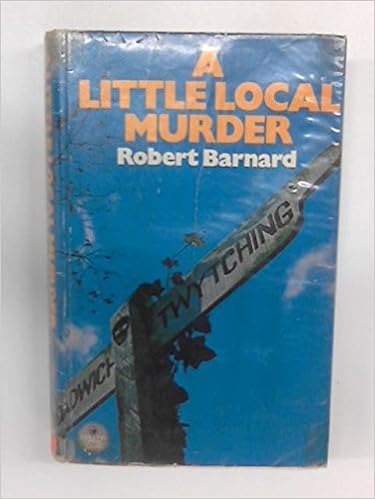 A
LITTLE LOCAL
MURDER
Robert Barnard
TWYTCHING